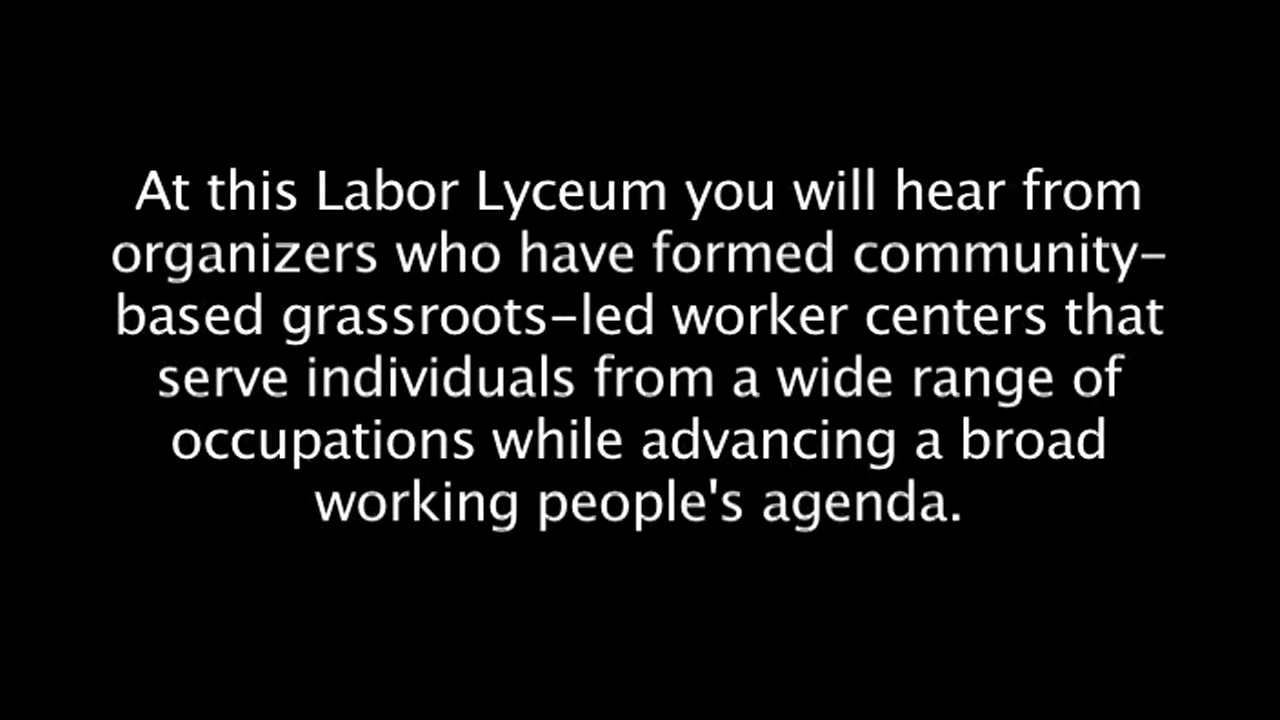 At this Labor Lyceum you will hear from
organizers who have formed community-
based grassroots-led worker centers that
serve individuals from a wide range of
occupations while advancing a broad
working people's agenda.